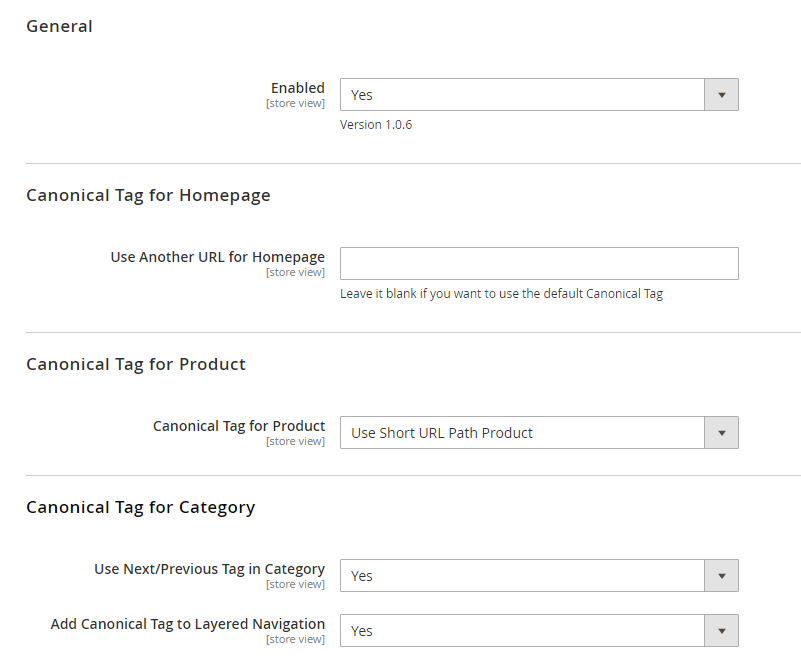 General
Enabled
Yes
[store view]
Version 1.0.6
Canonical Tag for Homepage
Use Another URL for Homepage
[store view]
Leave it blank if you want to use the default Canonical Tag
Canonical Tag for Product
Canonical Tag for Product
Use Short URL Path Product
[store view]
Canonical Tag for Category
Use Next/Previous Tag in Category
Yes
[store view]
Add Canonical Tag to Layered Navigation
Yes
[store view]